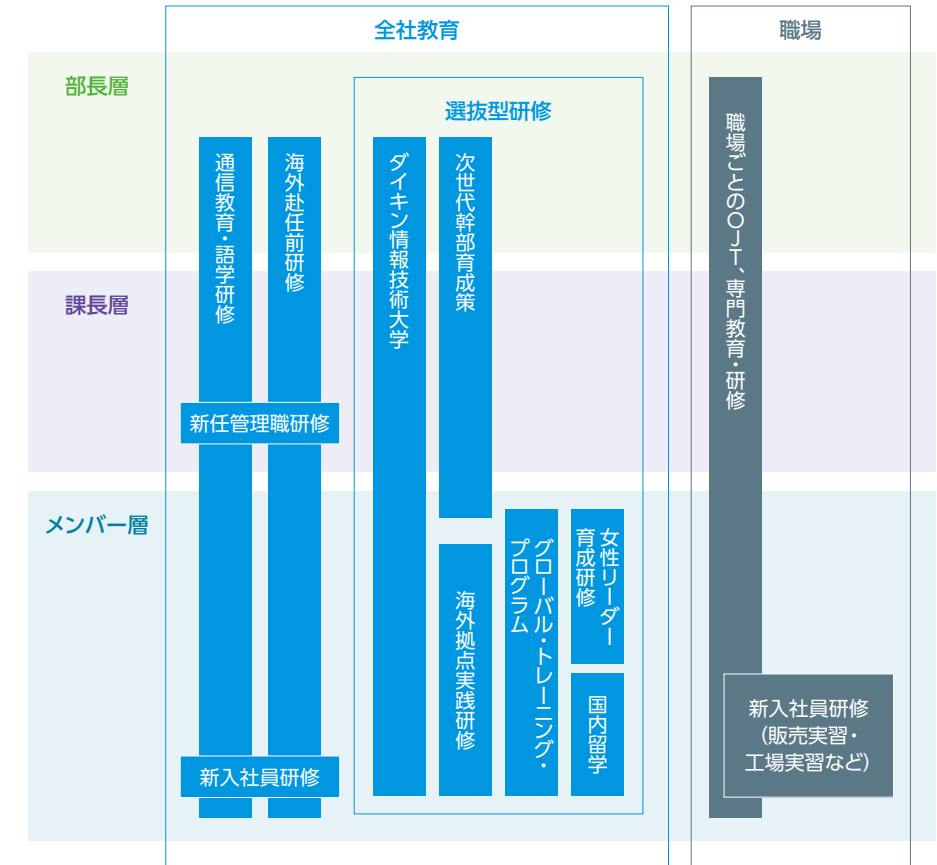 全社教育
職場
部長層
選抜型研修
通信教育・語学研修
海外赴任前研修
ダイキン情報技術大学
次世代幹部育成策
職場ごとのOJT、専門教育・研修
課長層
新任管理職研修
メンバー層
海外拠点実践研修
グローバル・トレーニング・
プログラム
女性リーダー
育成研修
国内留学
新入社員研修
新入社員研修
（販売実習・
工場実習など）